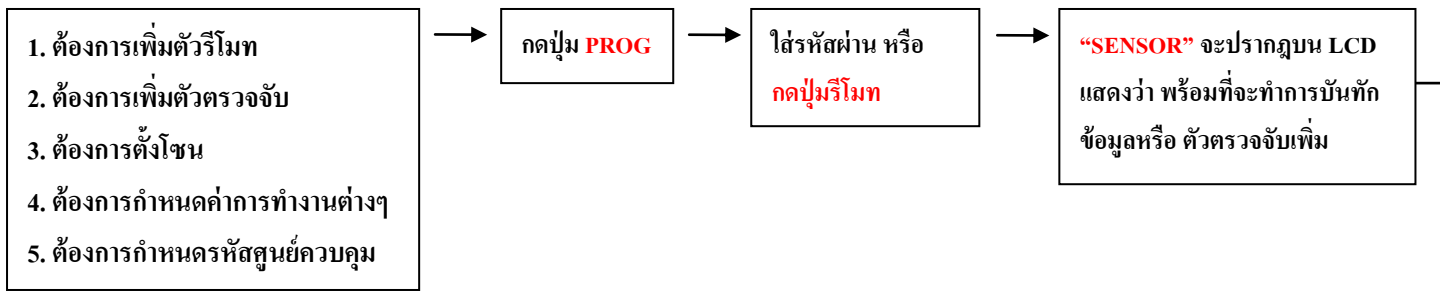 1. ต้องการเพิ่มตัวรีโมท
2. ต้องการเพิ่มตัวตรวจจับ
3. ต้องการตั้งโซน
4. ต้องการกำหนดค่าการทำงานต่างๆ
5. ต้องการกำหนดรหัสศูนย์ควบคุม
กดปุ่ม PROG
ใส่รหัสผ่าน หรือ
กดปุ่มรีโมท
“SENSOR” จะปรากฎบน LCD
แสดงว่า พร้อมที่จะทำการบันทัก
ข้อมูลหรือ ตัวตรวจจับเพิ่ม